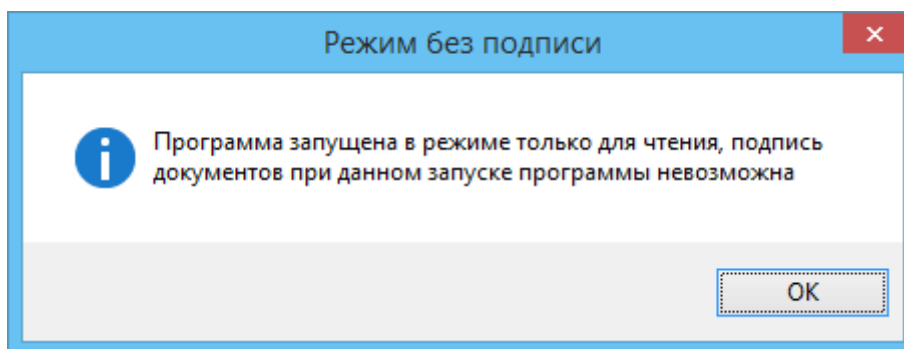 Режим без подписи
Программа запущена в режиме только для чтения, подпись
документов при данном запуске программы невозможна
OK